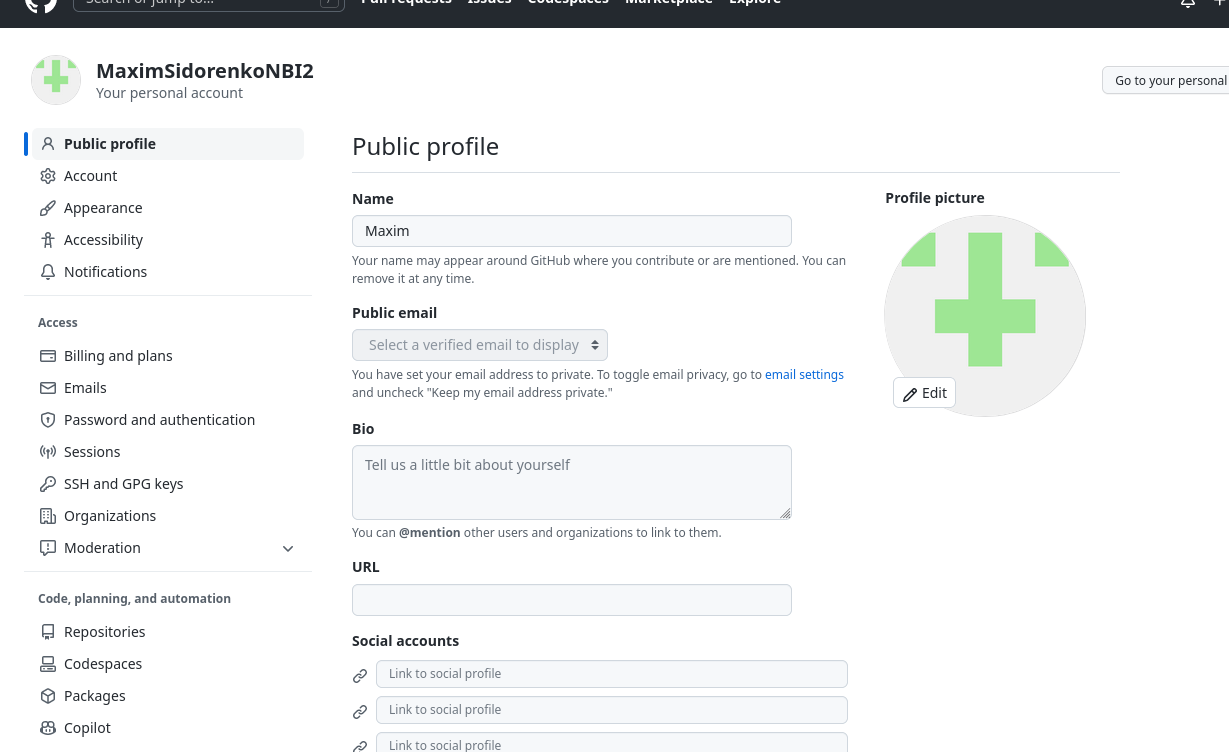 Search or jump to...
/
Pull requests Issues Codespaces Marketplace Explore
MaximSidorenkoNBI2
Your personal account
Go to your personal
Public profile
Account
Appearance
Accessibility
Notifications
Access
Billing and plans
Emails
Password and authentication
Sessions
SSH and GPG keys
Organizations
Moderation
Code, planning, and automation
Repositories
Codespaces
Packages
Copilot
Public profile
Name
Maxim
Your name may appear around GitHub where you contribute or are mentioned. You can
remove it at any time.
Public email
Select a verified email to display
You have set your email address to private. To toggle email privacy, go to email settings
and uncheck "Keep my email address private."
Bio
Tell us a little bit about yourself
You can @mention other users and organizations to link to them.
URL
Social accounts
Link to social profile
Link to social profile
Link to social profile
Profile picture
Edit